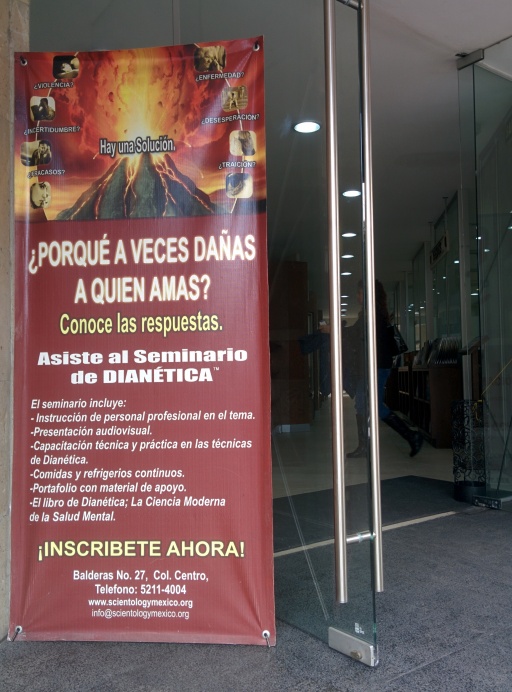 ¿VIOLENCIA?
¿ENFERMEDAD?
¿INCERTIDUMBRE?
¿DESESPERACION?
Hay una Solución.
¿FRACASOS?
¿TRAICIÓN?
¿PORQUÉ A VECES DAÑAS
A QUIEN AMAS?
Conoce las respuestas.
Asiste al Seminario
de DIANÉTICA™
El seminario incluye:
- Instrucción de personal profesional en el tema.
-Presentación audiovisual.
-Capacitación técnica y práctica en las técnicas
de Dianética.
-Comidas y refrigerios continuos.
-Portafolio con material de apoyo.
-El libro de Dianética; La Ciencia Moderna
de la Salud Mental.
¡INSCRIBETE AHORA!
Balderas No. 27, Col. Centro,
Telefono: 5211-4004
www.scientologymexico.org
info@scientologymexico.org